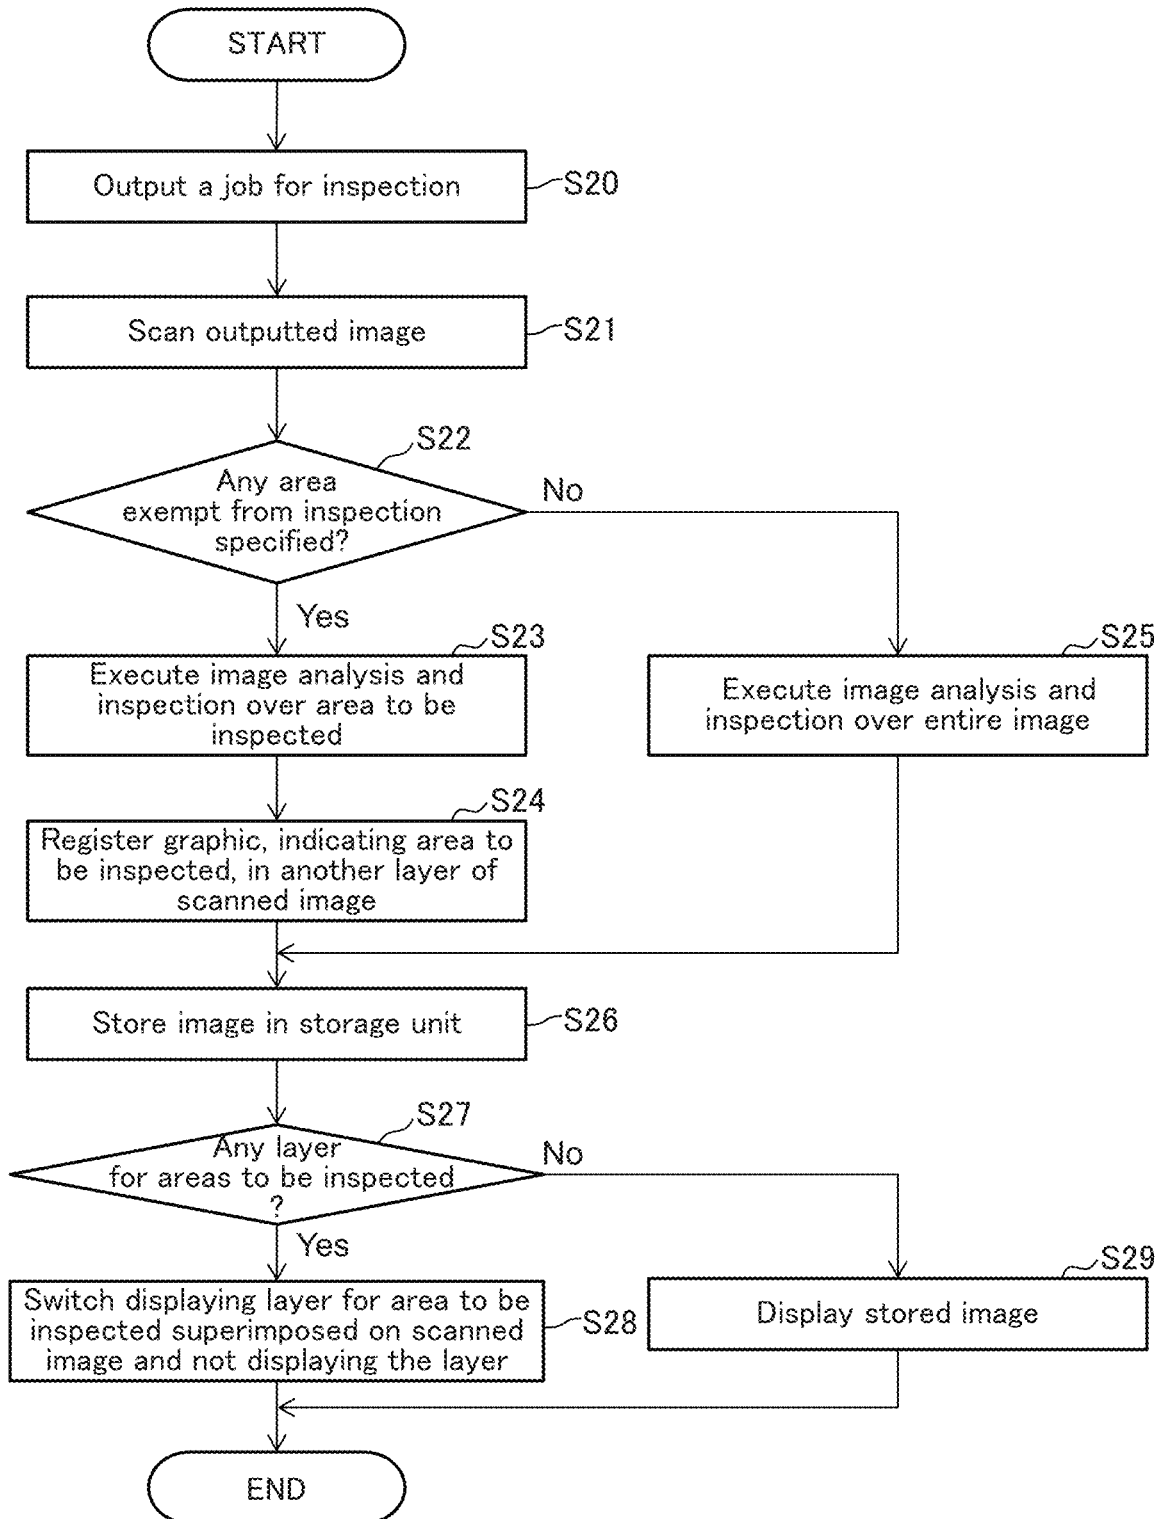 START
Output a job for inspection
S20
Scan outputted image
S21
S22
Any area
exempt from inspection
specified?
No
Yes
S23
Execute image analysis and
inspection over area to be
inspected
S25
Execute image analysis and
inspection over entire image
S24
Register graphic, indicating area to
be inspected, in another layer of
scanned image
Store image in storage unit
S26
S27
Any layer
for areas to be inspected
?
No
Yes
Switch displaying layer for area to be
inspected superimposed on scanned
image and not displaying the layer
S28
S29
Display stored image
END